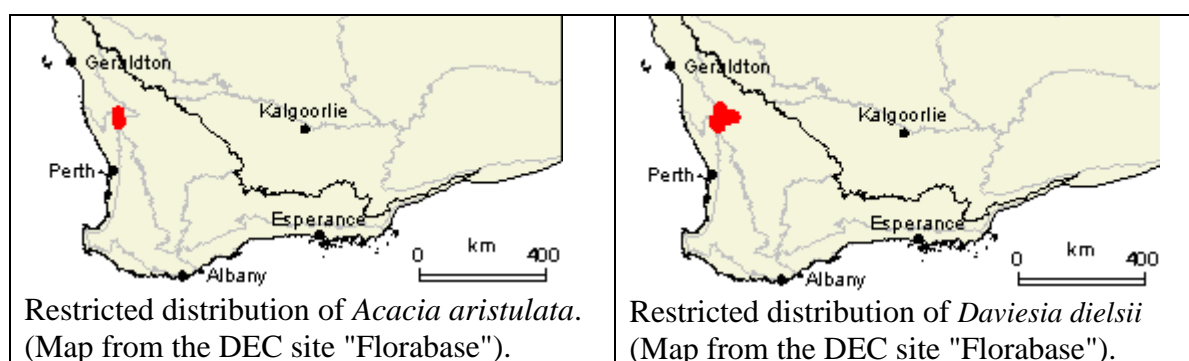 Geraldton
Kalgoorlie
Perth
Esperance
km
0 400
Albany
Restricted distribution of Acacia aristulata.
(Map from the DEC site "Florabase").
Geraldton
Kalgoorlie
Perth
Esperance
km
0 400
Albany
Restricted distribution of Daviesia dielsii
(Map from the DEC site "Florabase").